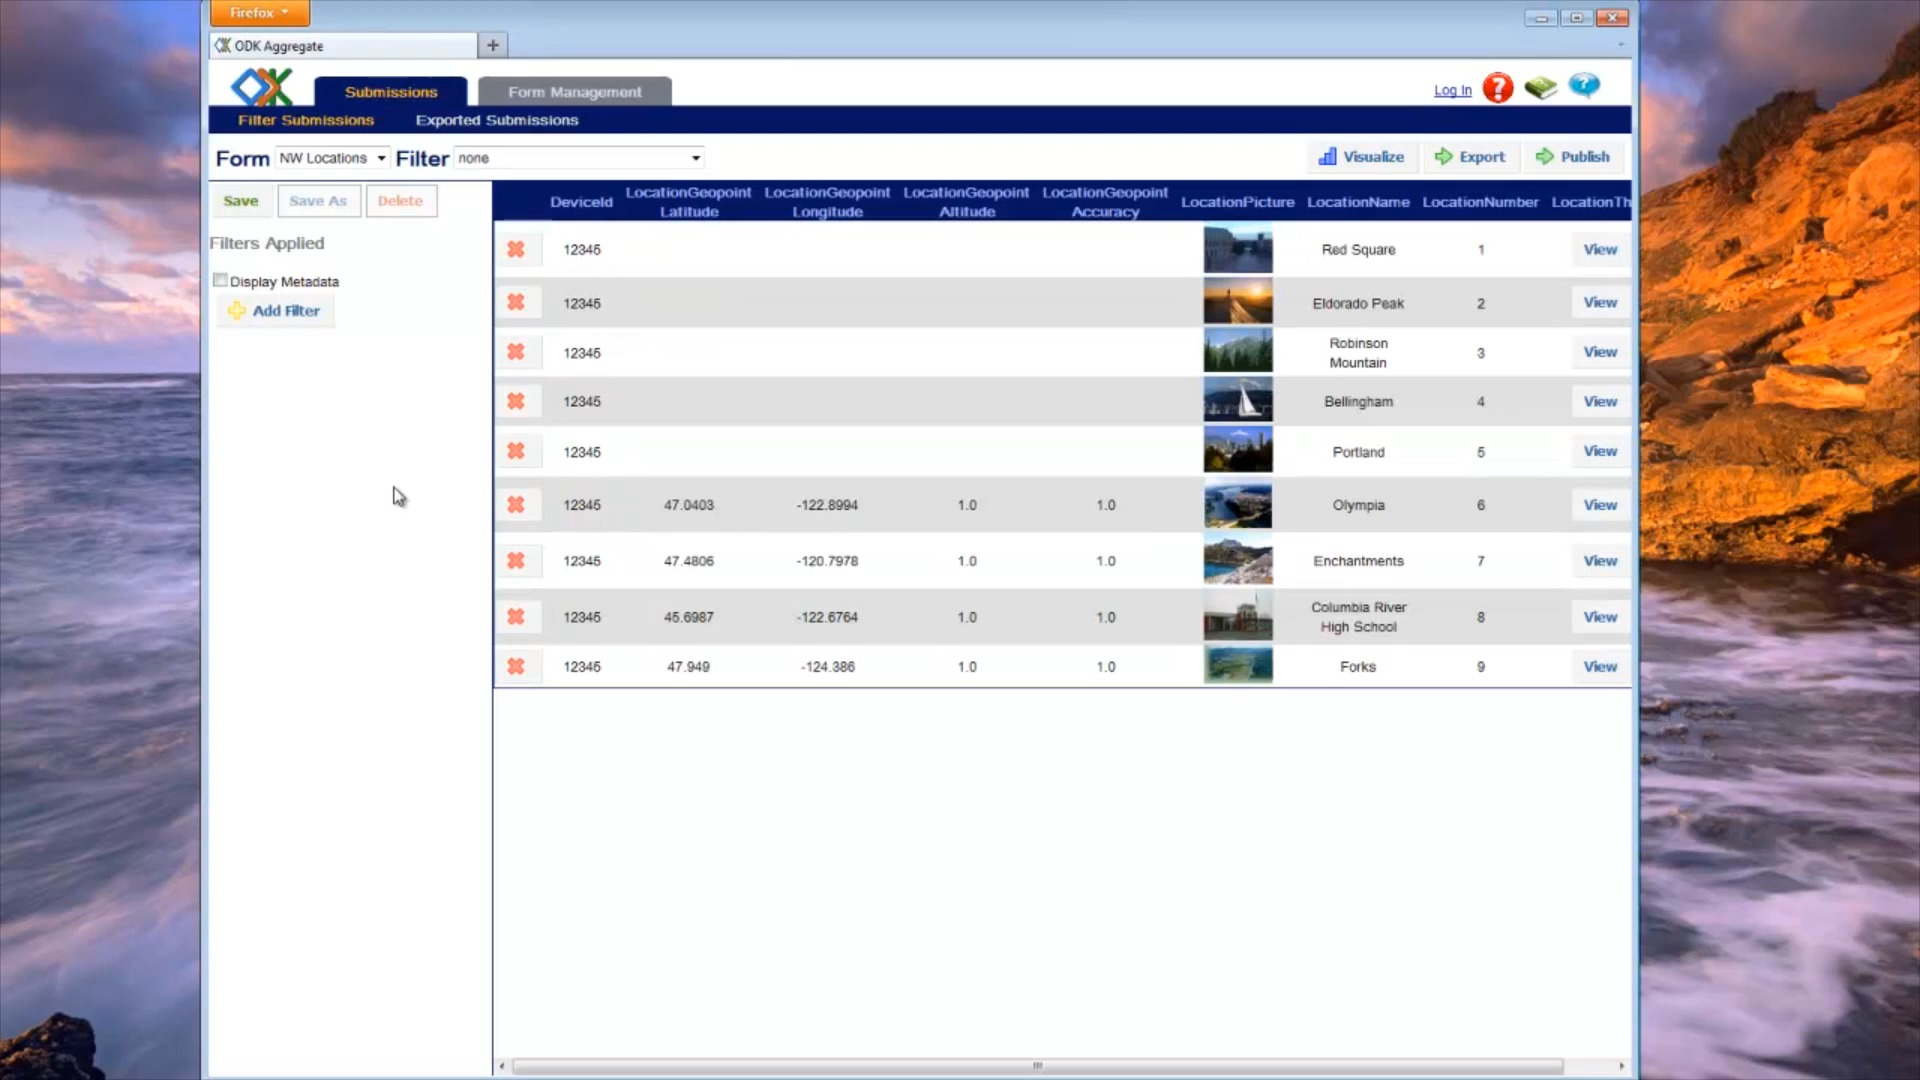 Firefox
ODK Aggregate
Submissions
Form Management
Log In
Filter Submissions
Exported Submissions
Form NW Locations Filter none
Visualize
Export
Publish
Save
Save As
Delete
Filters Applied
Display Metadata
Add Filter
DeviceId LocationGeopoint Latitude LocationGeopoint Longitude LocationGeopoint Altitude LocationGeopoint Accuracy LocationPicture LocationName LocationNumber LocationTh
12345 Red Square 1 View
12345 Eldorado Peak 2 View
12345 Robinson Mountain 3 View
12345 Bellingham 4 View
12345 Portland 5 View
12345 47.0403 -122.8994 1.0 1.0 Olympia 6 View
12345 47.4806 -120.7978 1.0 1.0 Enchantments 7 View
12345 45.6987 -122.6764 1.0 1.0 Columbia River High School 8 View
12345 47.949 -124.386 1.0 1.0 Forks 9 View